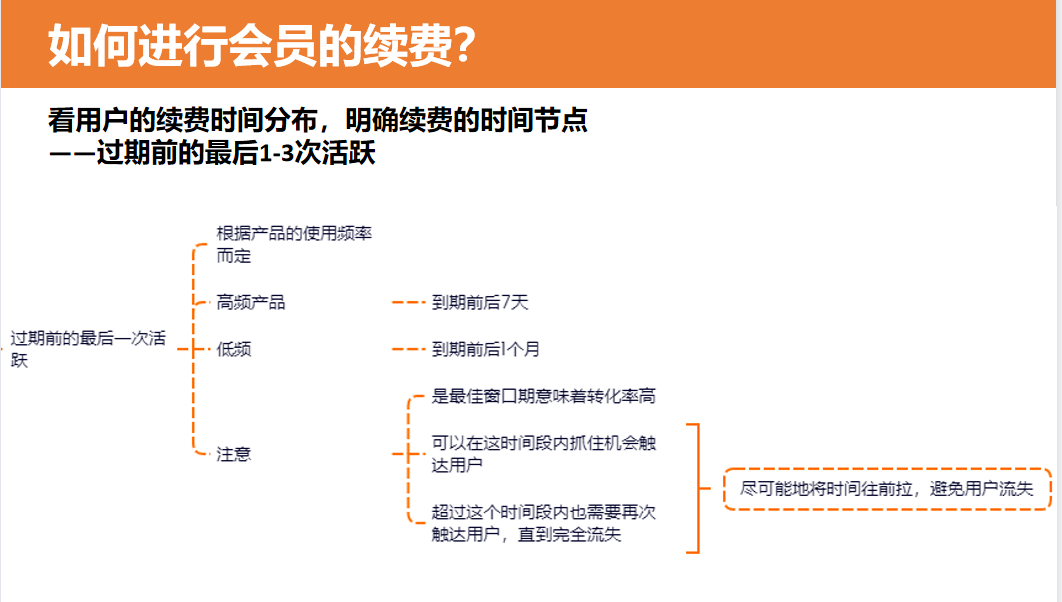 如何进行会员的续费？
看用户的续费时间分布，明确续费的时间节点
——过期前的最后1-3次活跃
过期前的最后一次活
跃
根据产品的使用频率
而定
高频产品
到期前后7天
低频
到期前后1个月
注意
是最佳窗口期意味着转化率高
可以在这时间段内抓住机会触
达用户
超过这个时间段内也需要再次
触达用户，直到完全流失
尽可能地将时间往前拉，避免用户流失